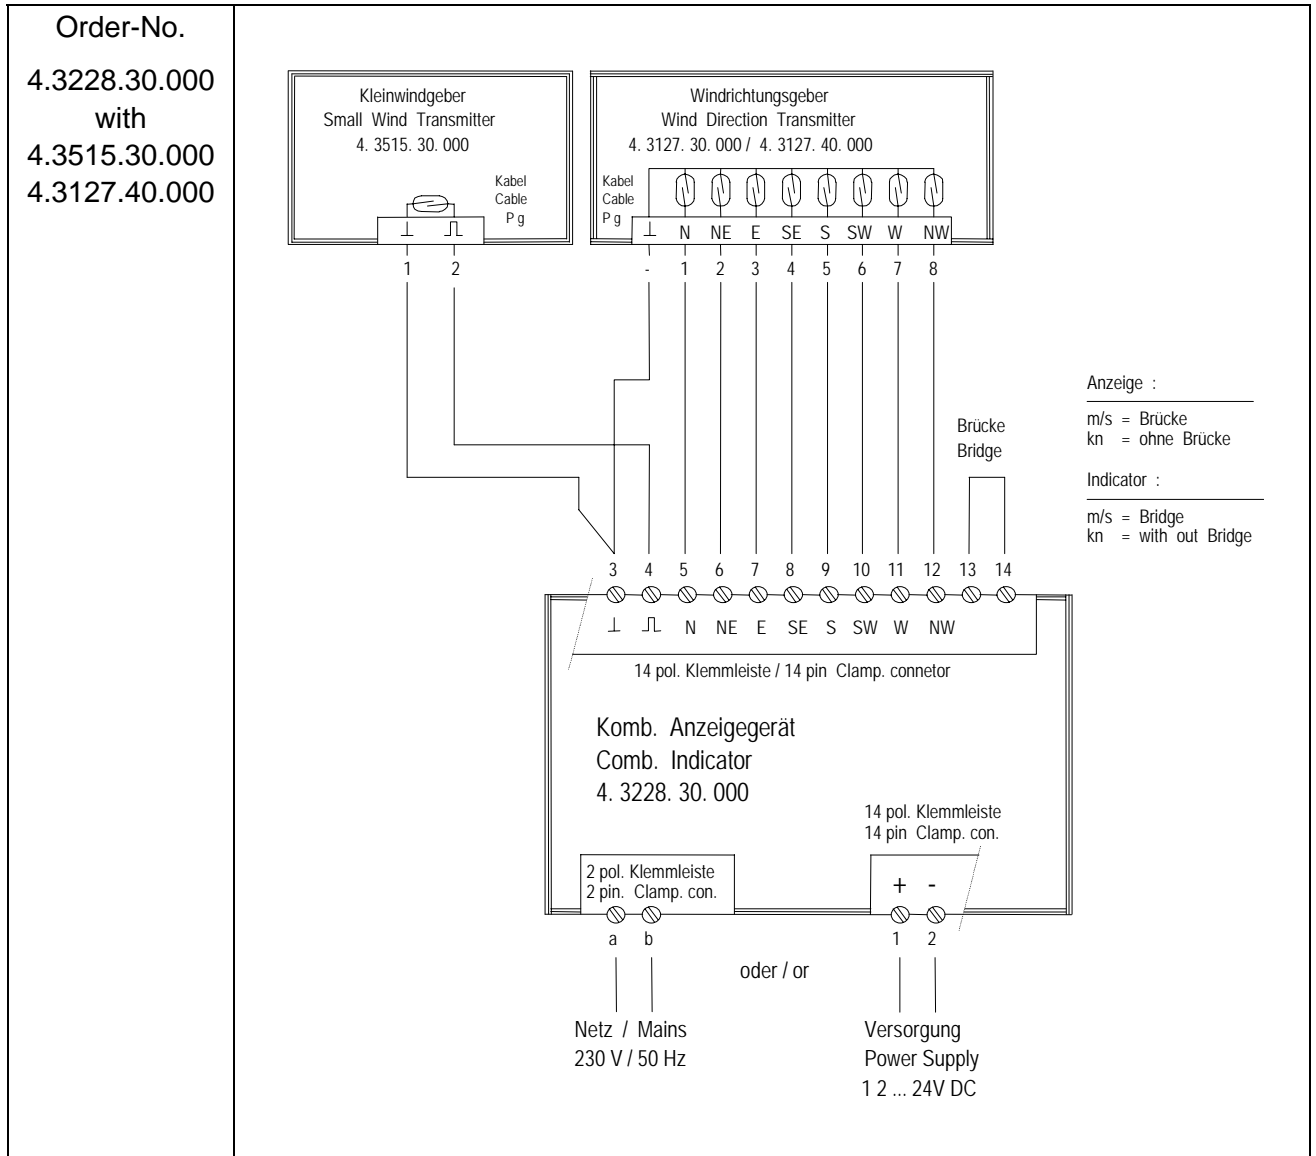 Order-No.
4.3228.30.000
with
4.3515.30.000
4.3127.40.000
Kleinwindgeber
Small Wind Transmitter
4. 3515. 30. 000
Kabel
Cable
P g
1 2
Windrichtungsgeber
Wind Direction Transmitter
4. 3127. 30. 000 / 4. 3127. 40. 000
Kabel
Cable
P g
⊥ N NE E SE S SW W NW
- 1 2 3 4 5 6 7 8
Anzeige :
m/s = Brücke
kn = ohne Brücke
Indicator :
m/s = Bridge
kn = with out Bridge
Brücke
Bridge
3 4 5 6 7 8 9 10 11 12 13 14
⊥ N NE E SE S SW W NW
14 pol. Klemmleiste / 14 pin Clamp. connetor
Komb. Anzeigegerät
Comb. Indicator
4. 3228. 30. 000
14 pol. Klemmleiste
14 pin Clamp. con.
2 pol. Klemmleiste
2 pin. Clamp. con.
+ -
a b
1 2
oder / or
Netz / Mains
230 V / 50 Hz
Versorgung
Power Supply
1 2 ... 24V DC